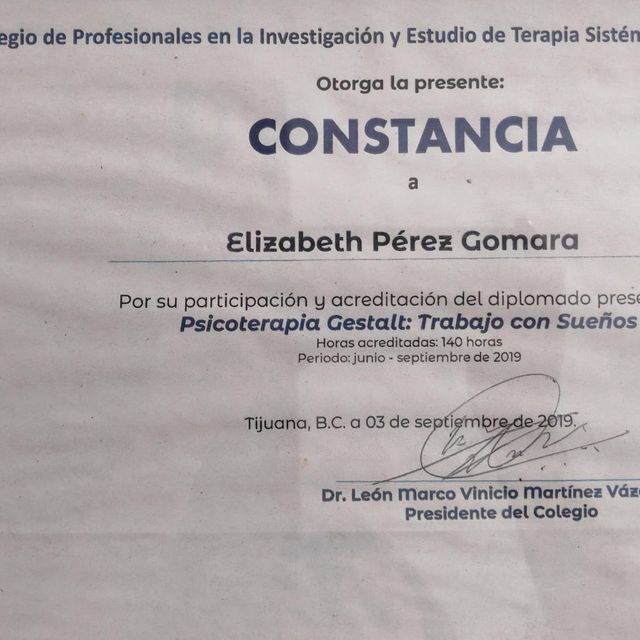 egio de Profesionales en la Investigación y Estudio de Terapia Sistém
Otorga la presente:
CONSTANCIA
a
Elizabeth Pérez Gomara
Por su participación y acreditación del diplomado prese
Psicoterapia Gestalt: Trabajo con Sueños
Horas acreditadas: 140 horas
Periodo: junio - septiembre de 2019
Tijuana, B.C. a 03 de septiembre de 2019.
Dr. León Marco Vinicio Martínez Váz
Presidente del Colegio